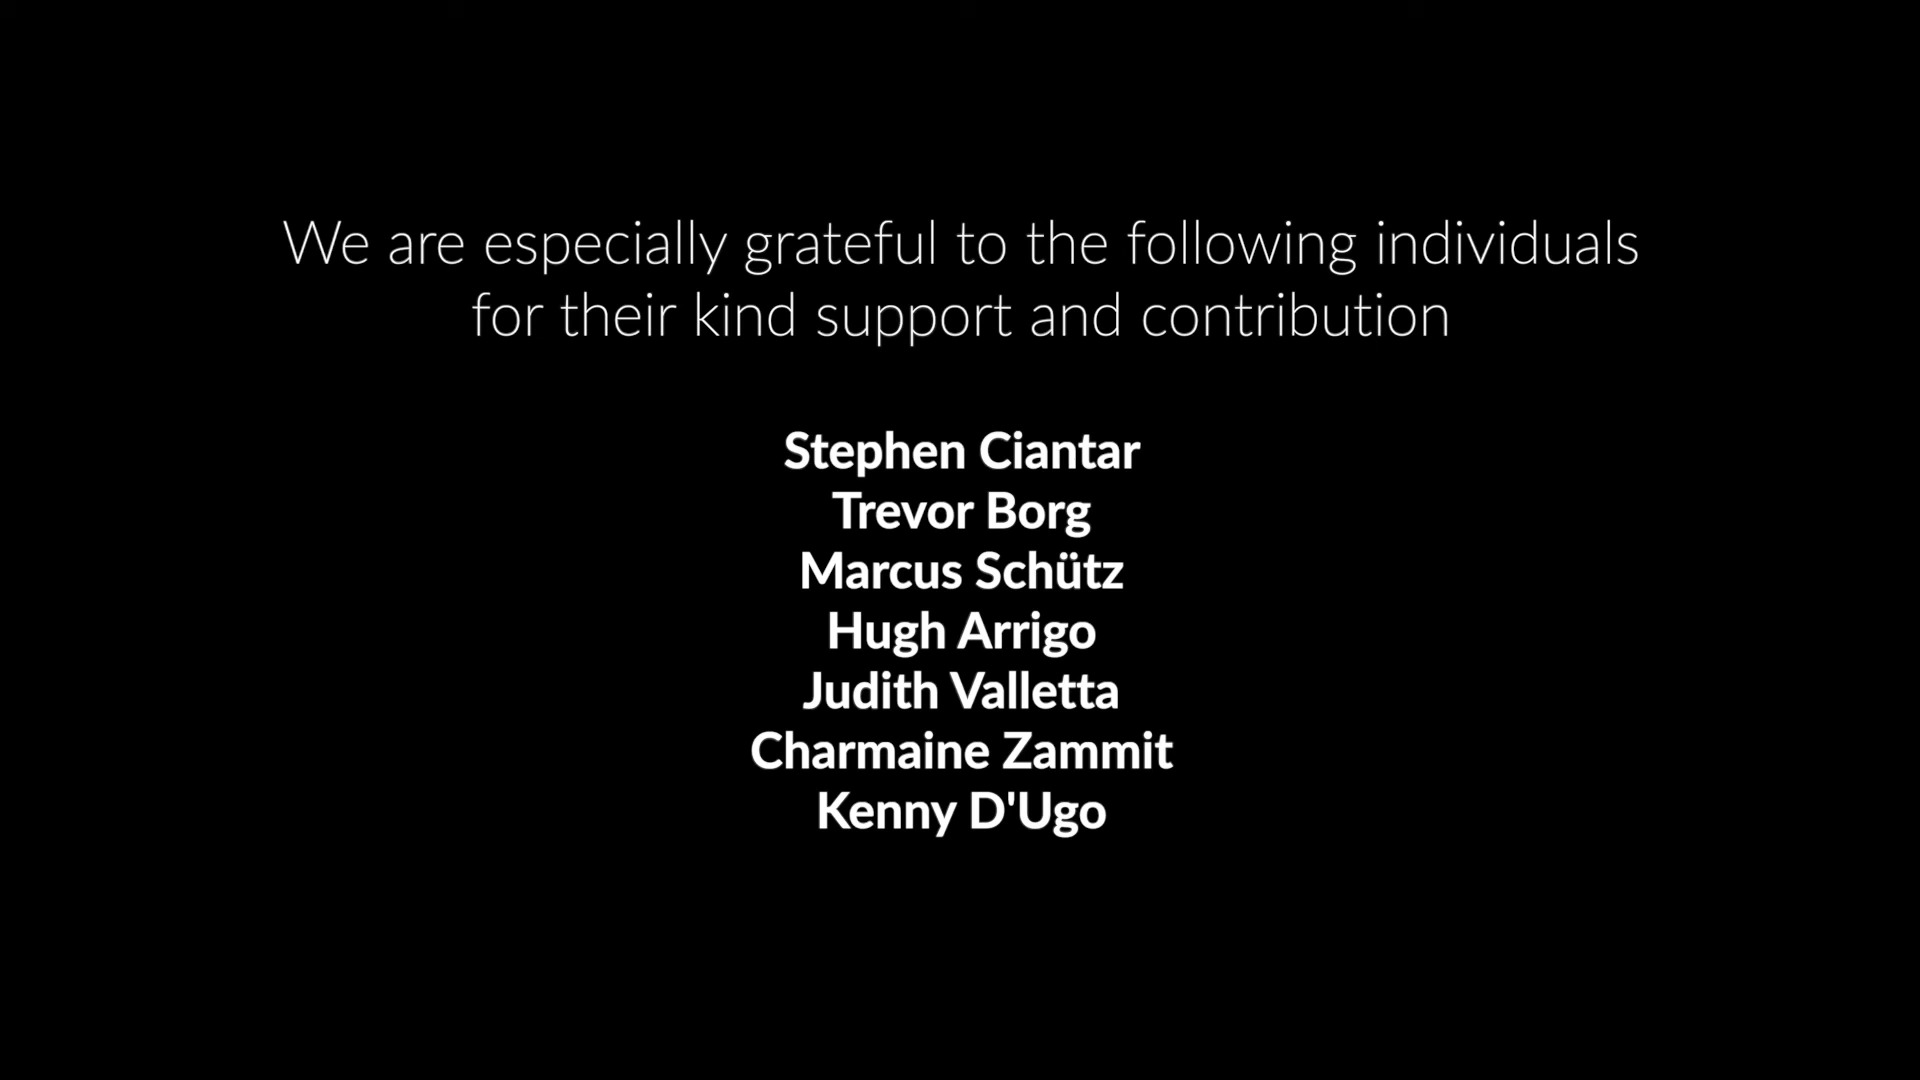 We are especially grateful to the following individuals
for their kind support and contribution
Stephen Ciantar
Trevor Borg
Marcus Schütz
Hugh Arrigo
Judith Valletta
Charmaine Zammit
Kenny D'Ugo